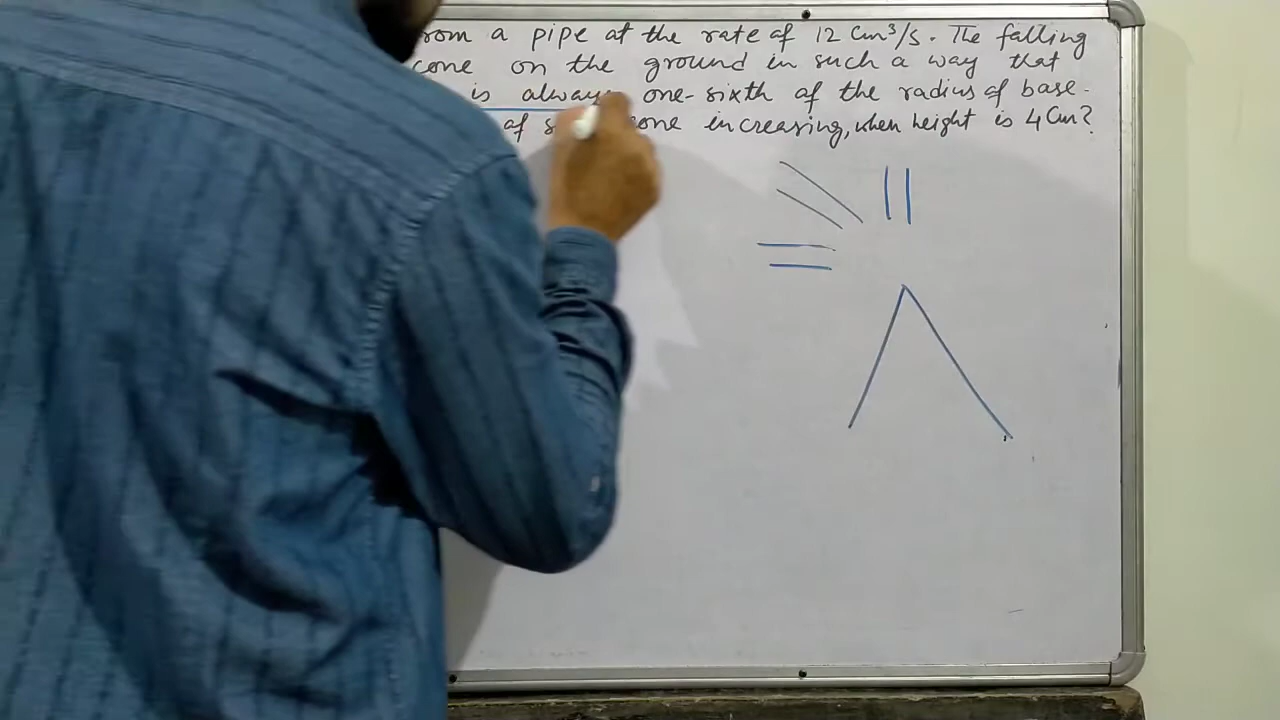 rom a pipe at the rate of 12 Cm³/s. The falling
cone on the ground in such a way that
is always one-sixth of the radius of base.
of s cone increasing, when height is 4 Cm?